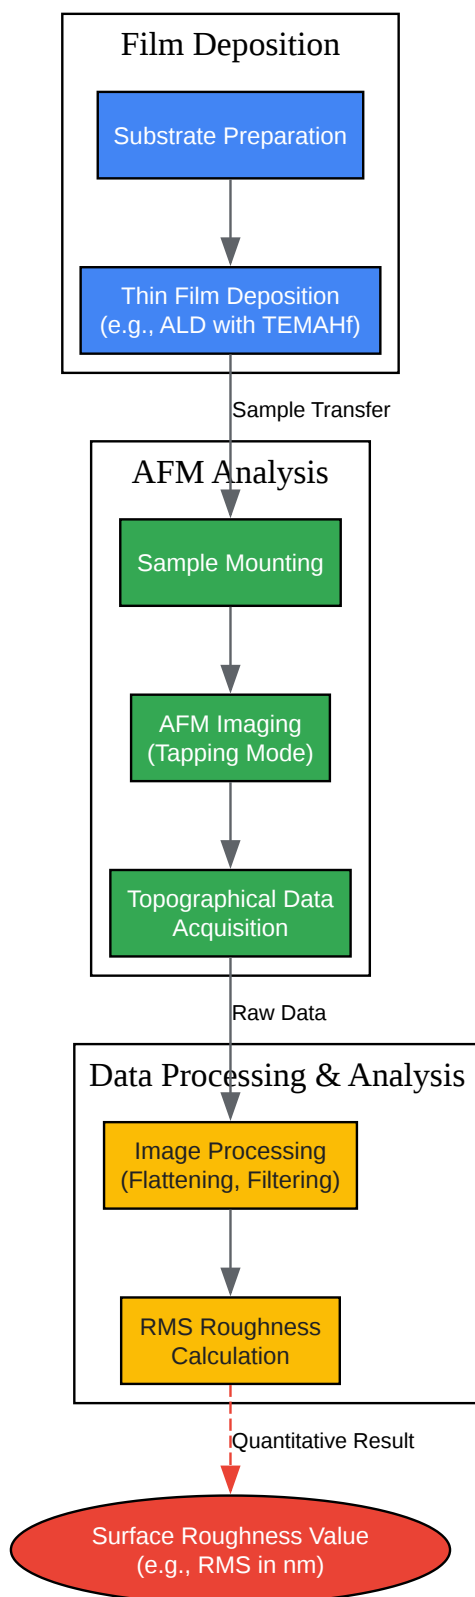 Film Deposition
Substrate Preparation
Thin Film Deposition
(e.g., ALD with TEMAHf)
Sample Transfer
AFM Analysis
Sample Mounting
AFM Imaging
(Tapping Mode)
Topographical Data
Acquisition
Raw Data
Data Processing & Analysis
Image Processing
(Flattening, Filtering)
RMS Roughness
Calculation
Quantitative Result
Surface Roughness Value
(e.g., RMS in nm)